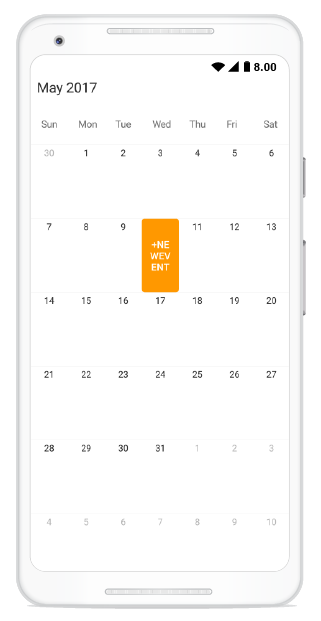 8.00
May 2017
Sun Mon Tue Wed Thu Fri Sat
30 1 2 3 4 5 6
7 8 9 11 12 13
+NE
WEV
ENT
14 15 16 17 18 19 20
21 22 23 24 25 26 27
28 29 30 31 1 2 3
4 5 6 7 8 9 10